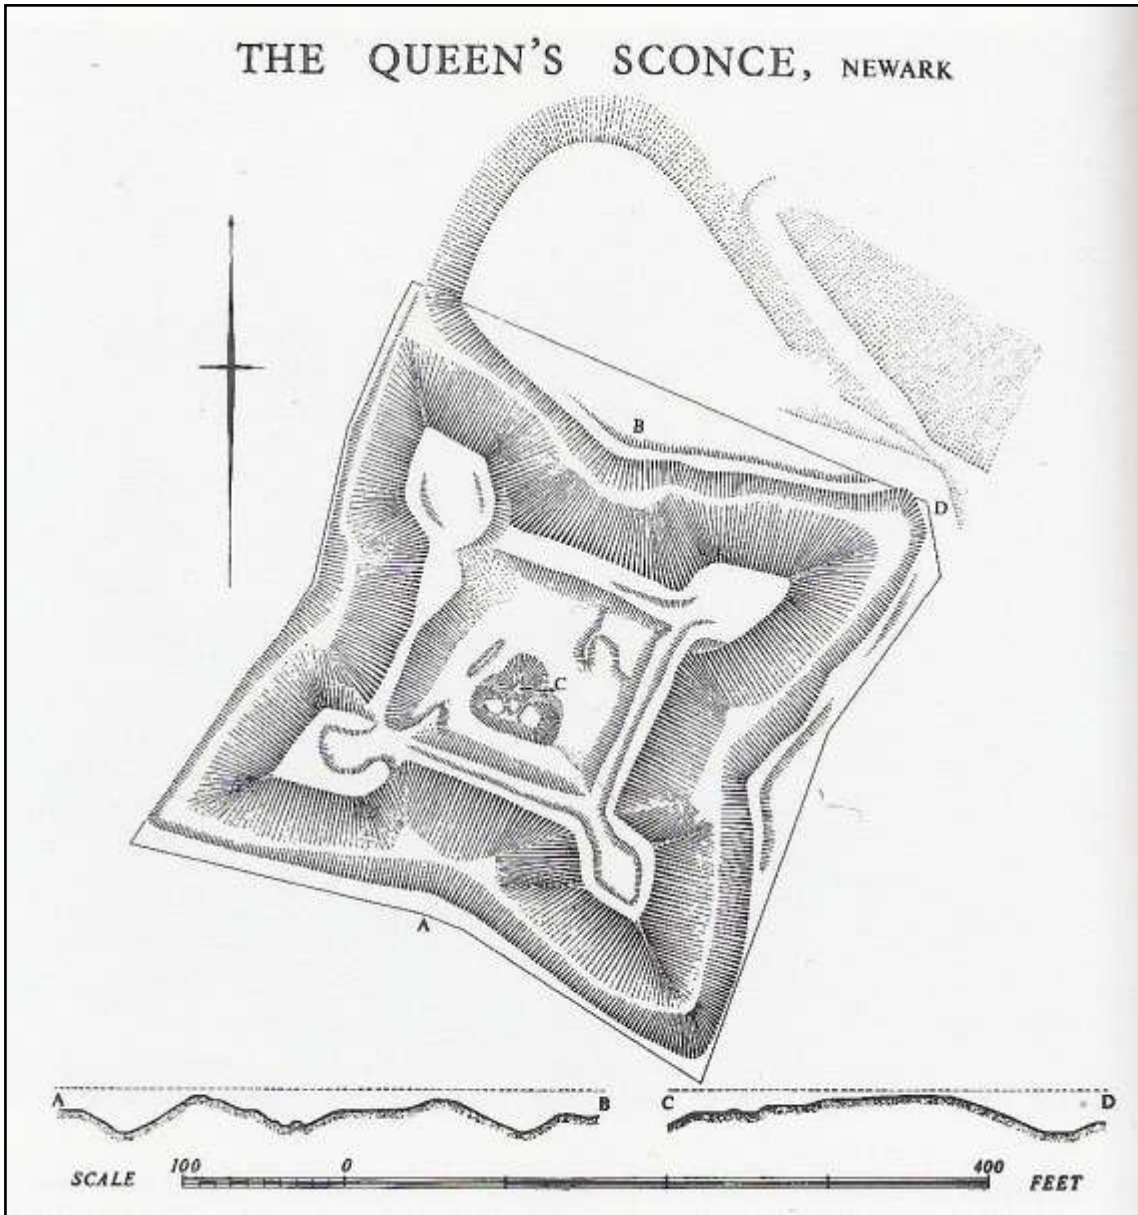 THE QUEEN'S SCONCE, NEWARK
B
D
C
A
A B C D
100 0 400
SCALE FEET